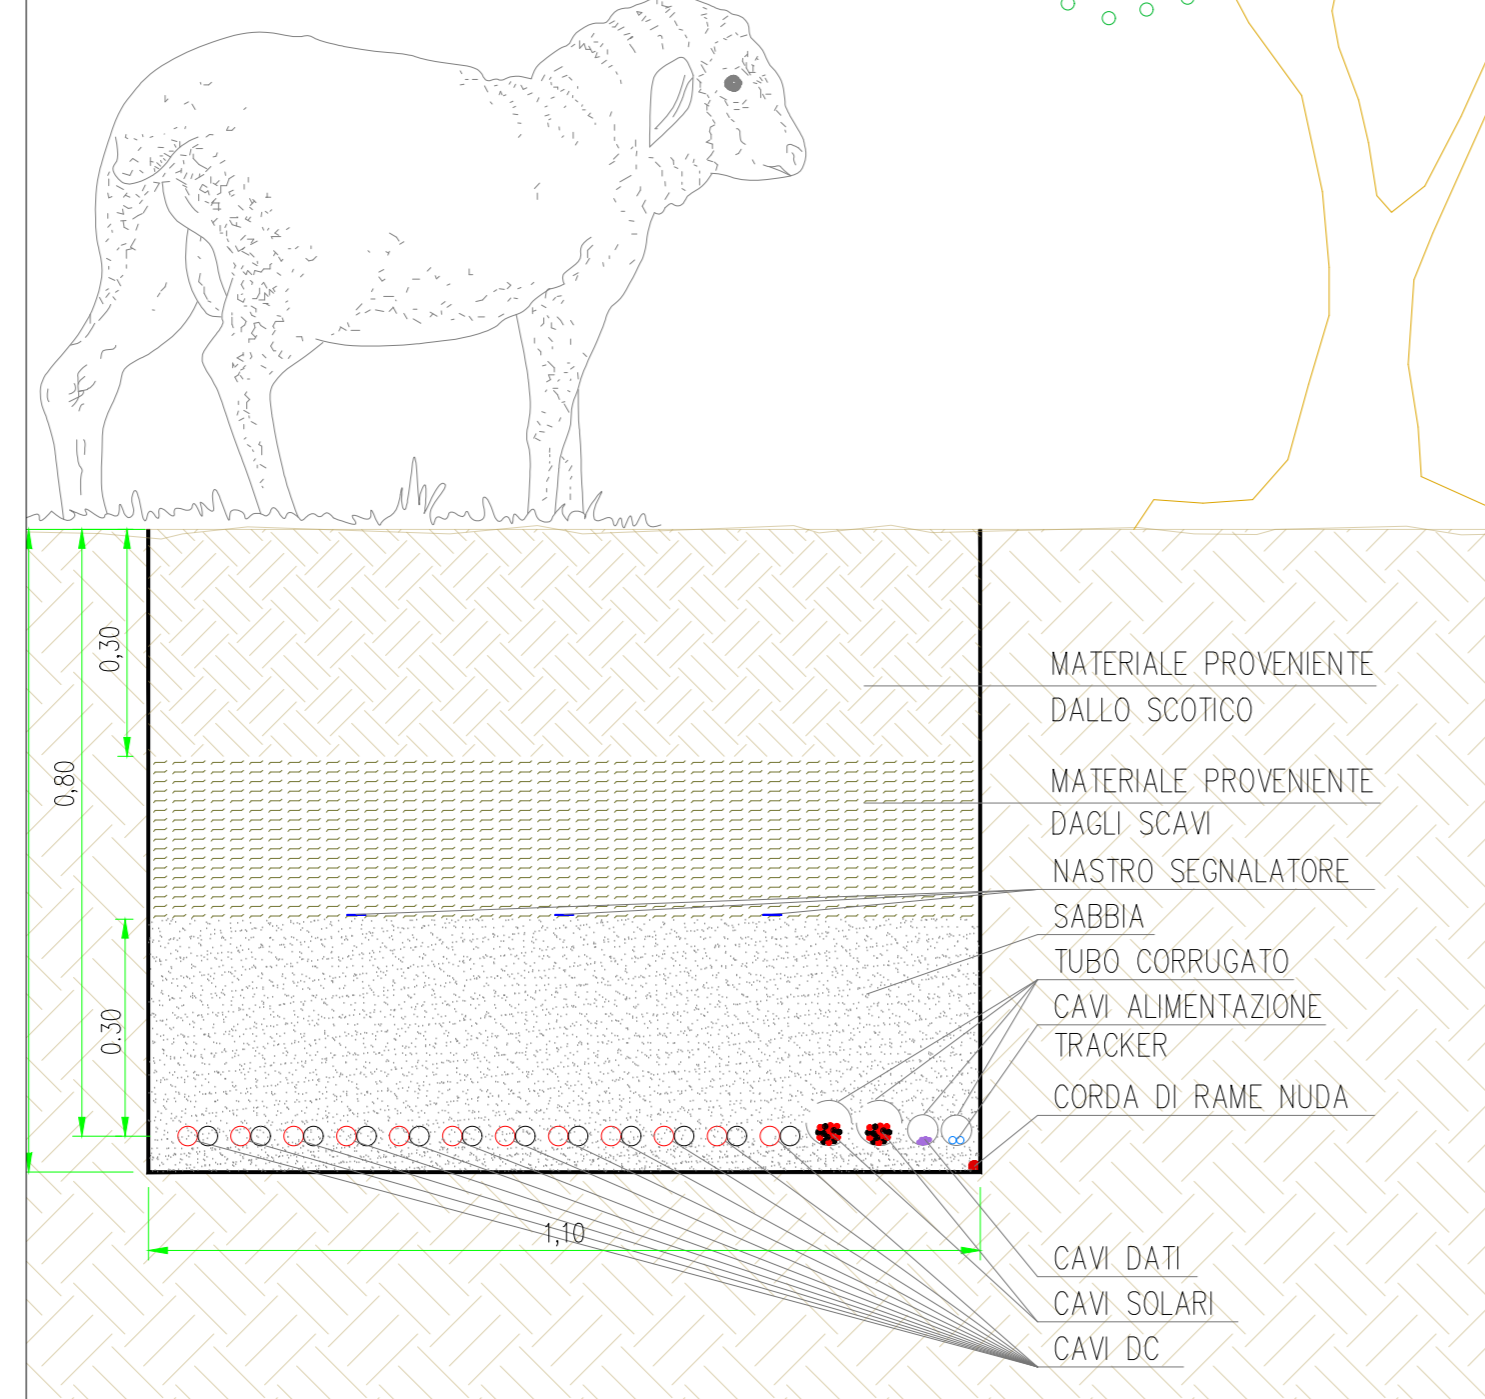 0,30
MATERIALE PROVENIENTE
DALLO SCOTICO
0,80
MATERIALE PROVENIENTE
DAGLI SCAVI
NASTRO SEGNALATORE
SABBIA
TUBO CORRUGATO
0.30
CAVI ALIMENTAZIONE
TRACKER
CORDA DI RAME NUDA
1,10
CAVI DATI
CAVI SOLARI
CAVI DC